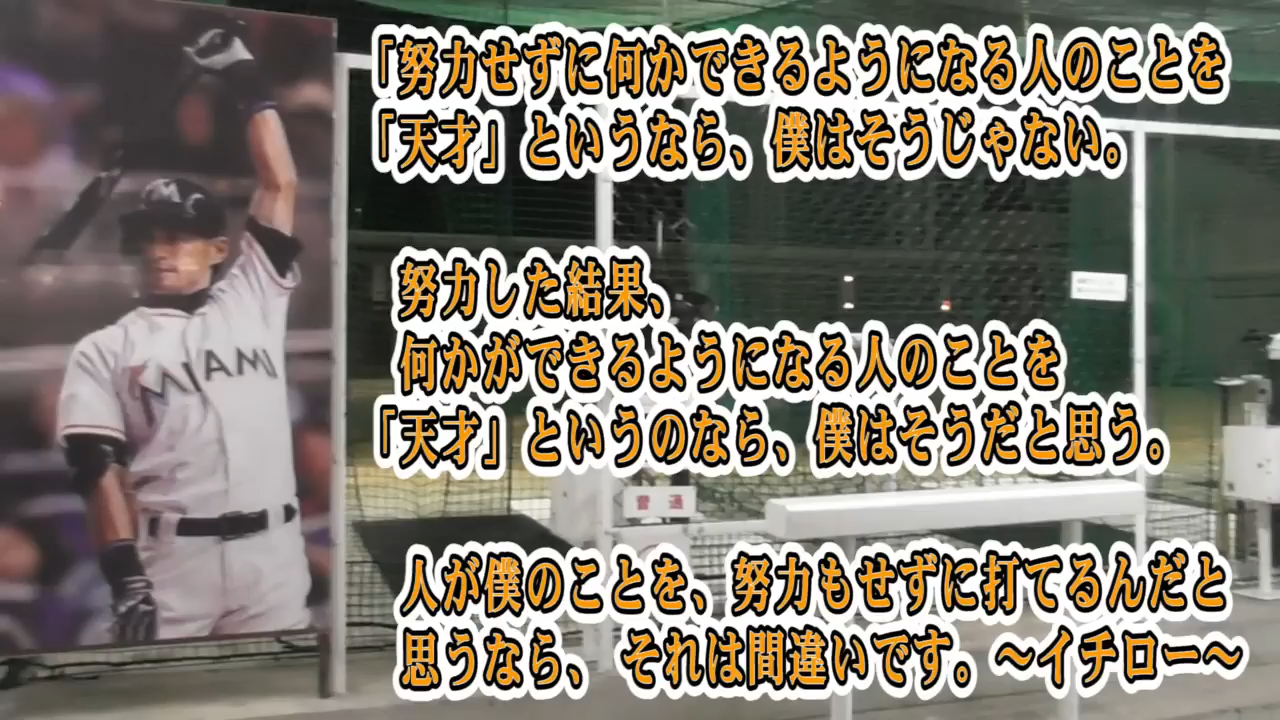 「努力せずに何かできるようになる人のことを
「天才」というなら、僕はそうじゃない。
努力した結果、
何かができるようになる人のことを
「天才」というのなら、僕はそうだと思う。
人が僕のことを、努力もせずに打てるんだと
思うなら、 それは間違いです。～イチロー～
MIAMI
普通